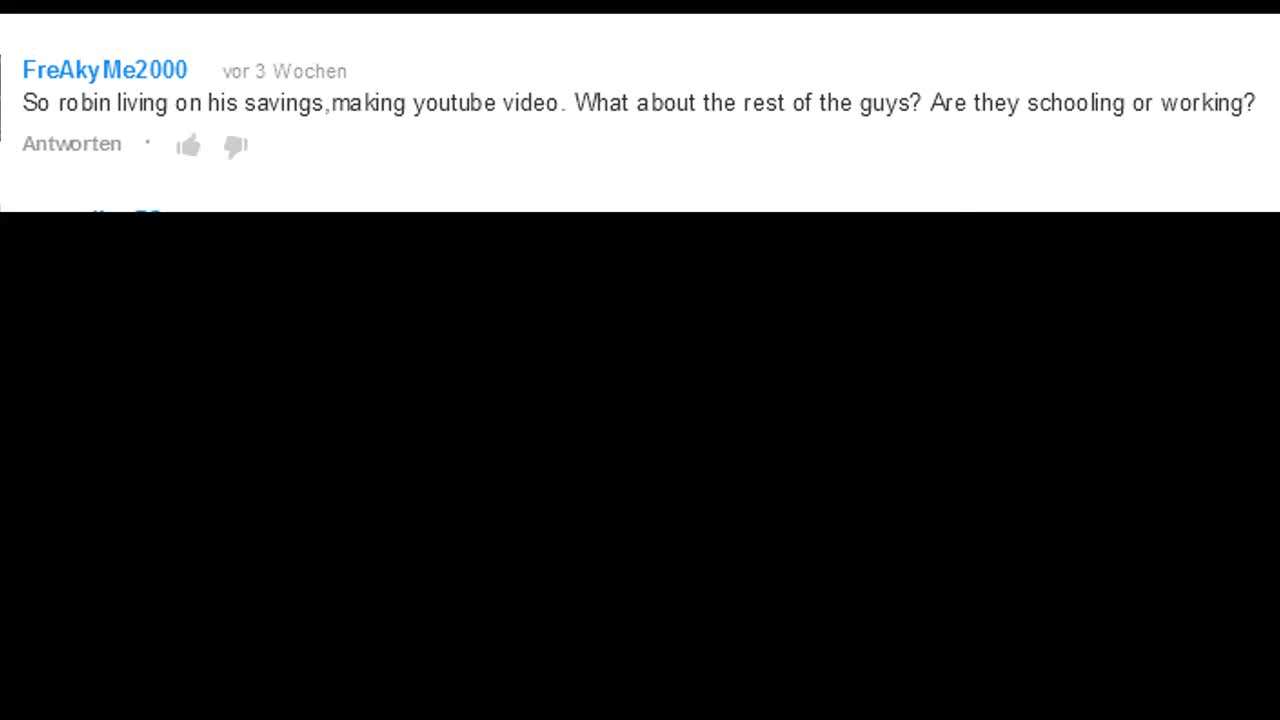 FreAkyMe2000 vor 3 Wochen
So robin living on his savings,making youtube video. What about the rest of the guys? Are they schooling or working?
Antworten ·